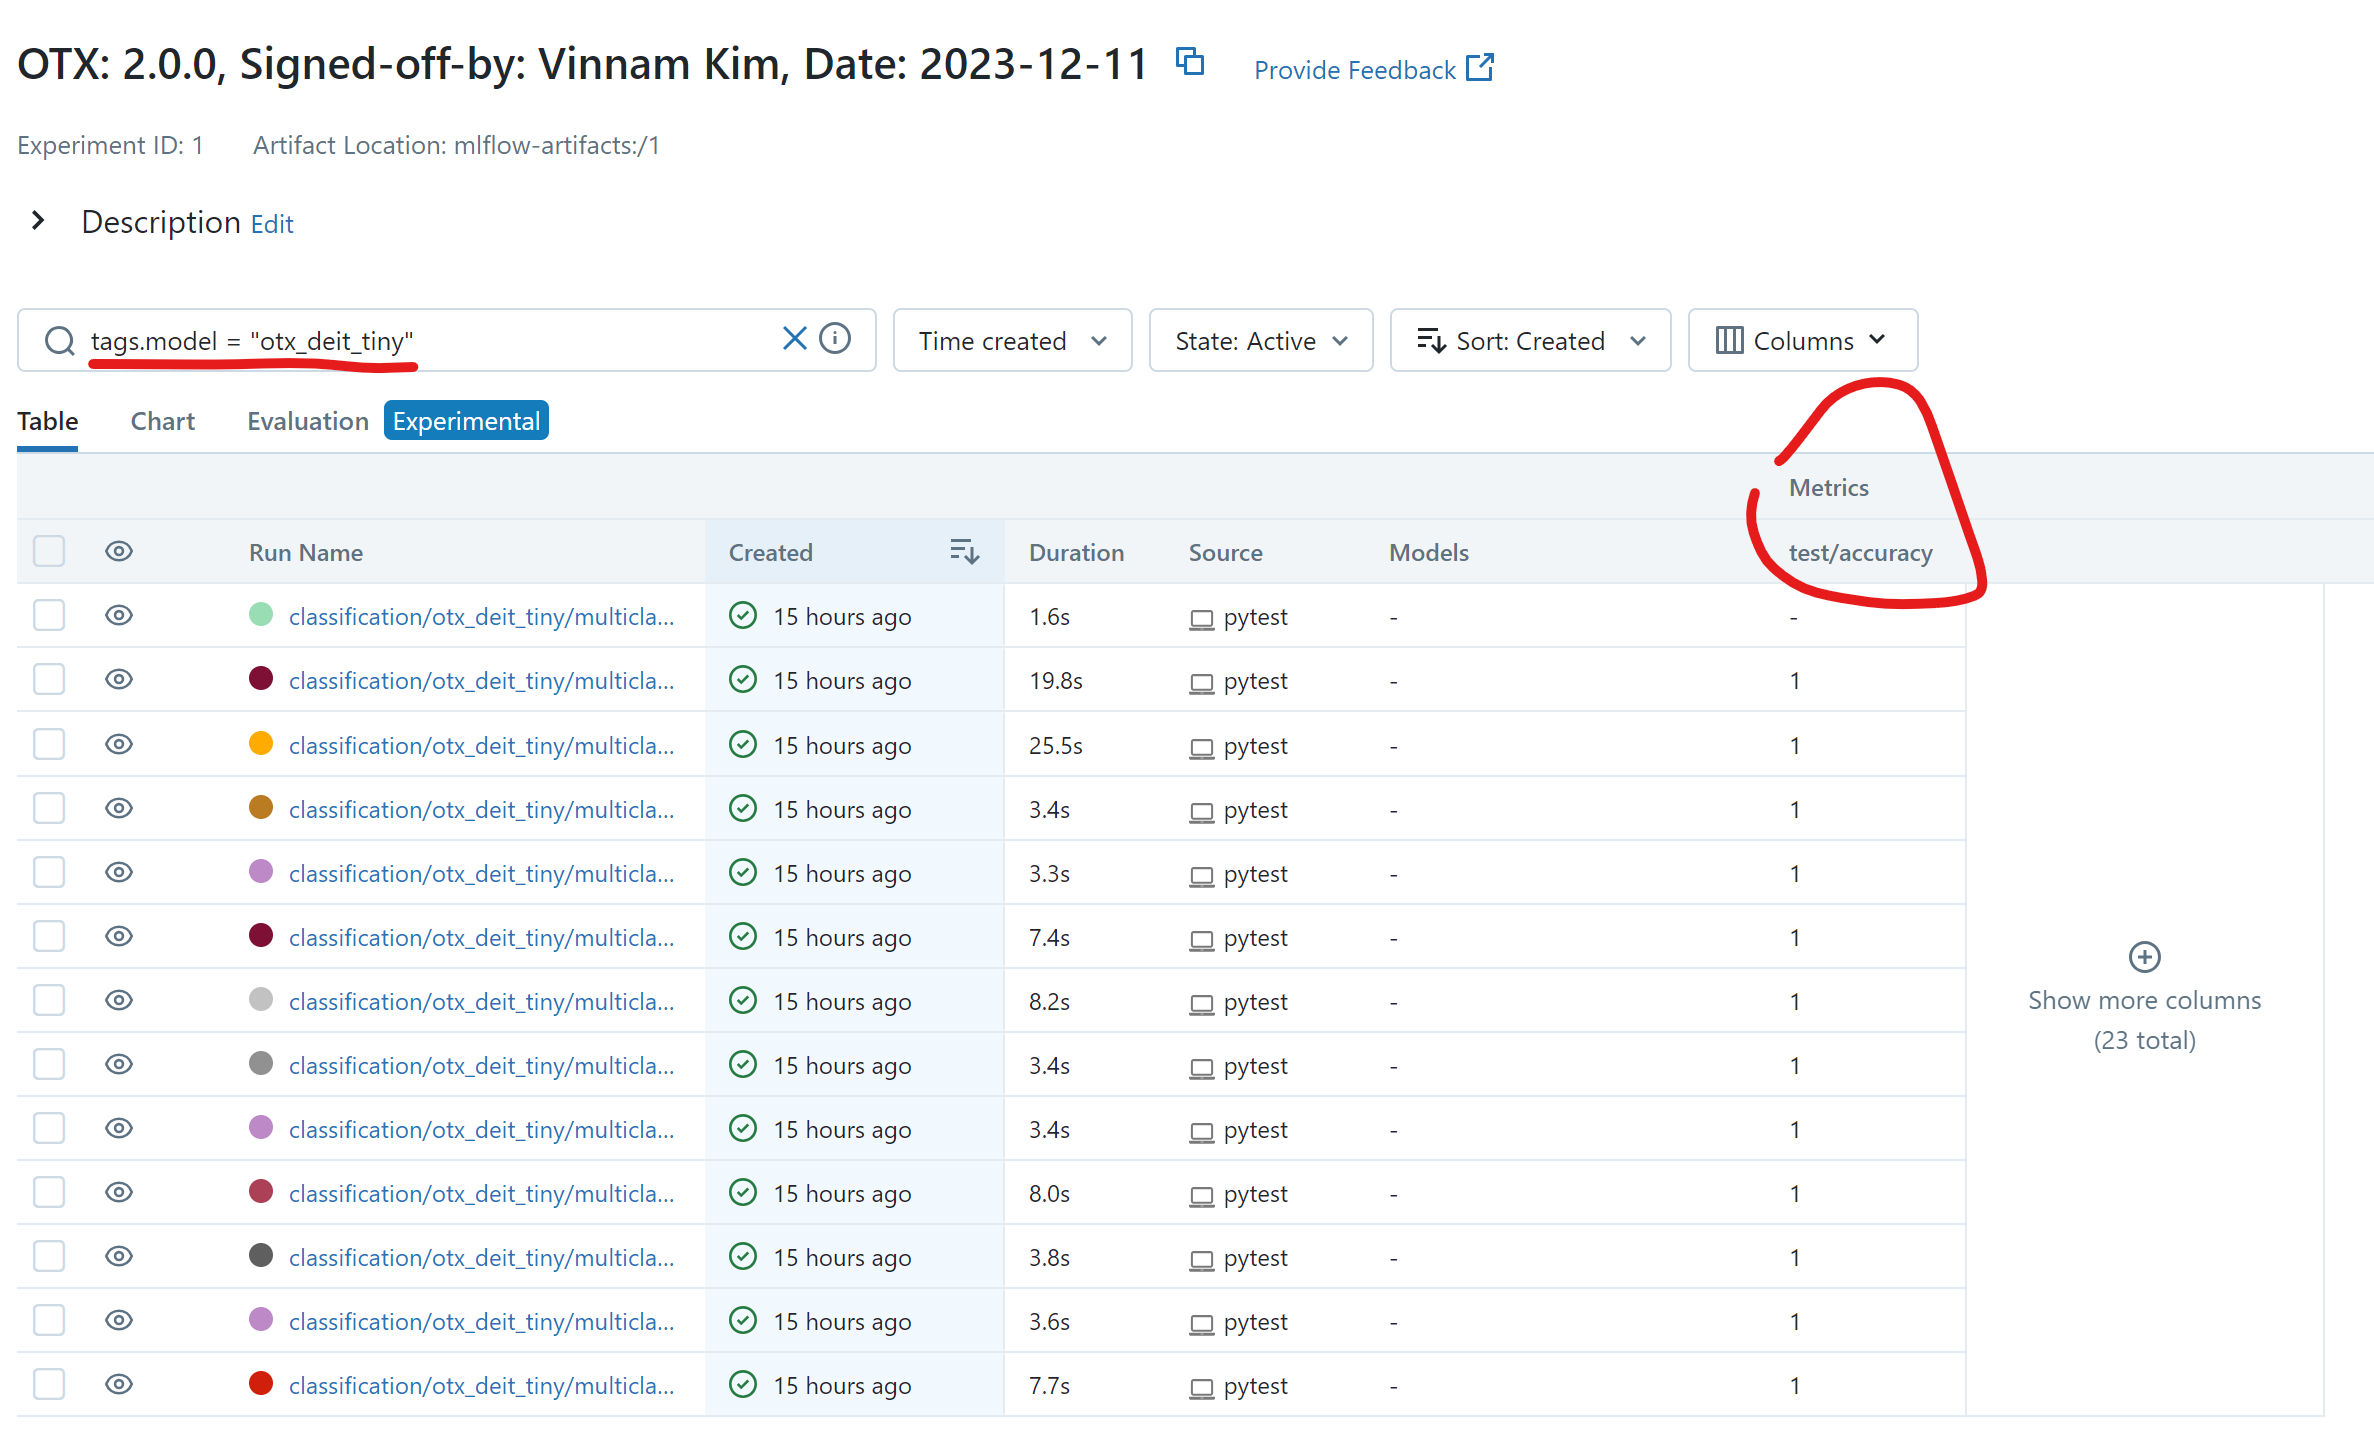 OTX: 2.0.0, Signed-off-by: Vinnam Kim, Date: 2023-12-11 Provide Feedback
Experiment ID: 1 Artifact Location: mlflow-artifacts:/1
Description Edit
tags.model = "otx_deit_tiny" Time created State: Active Sort: Created Columns
Table Chart Evaluation Experimental
Metrics
Run Name Created Duration Source Models test/accuracy
classification/otx_deit_tiny/multicla... 15 hours ago 1.6s pytest - -
classification/otx_deit_tiny/multicla... 15 hours ago 19.8s pytest - 1
classification/otx_deit_tiny/multicla... 15 hours ago 25.5s pytest - 1
classification/otx_deit_tiny/multicla... 15 hours ago 3.4s pytest - 1
classification/otx_deit_tiny/multicla... 15 hours ago 3.3s pytest - 1
classification/otx_deit_tiny/multicla... 15 hours ago 7.4s pytest - 1
classification/otx_deit_tiny/multicla... 15 hours ago 8.2s pytest - 1
classification/otx_deit_tiny/multicla... 15 hours ago 3.4s pytest - 1
classification/otx_deit_tiny/multicla... 15 hours ago 3.4s pytest - 1
classification/otx_deit_tiny/multicla... 15 hours ago 8.0s pytest - 1
classification/otx_deit_tiny/multicla... 15 hours ago 3.8s pytest - 1
classification/otx_deit_tiny/multicla... 15 hours ago 3.6s pytest - 1
classification/otx_deit_tiny/multicla... 15 hours ago 7.7s pytest - 1
Show more columns
(23 total)